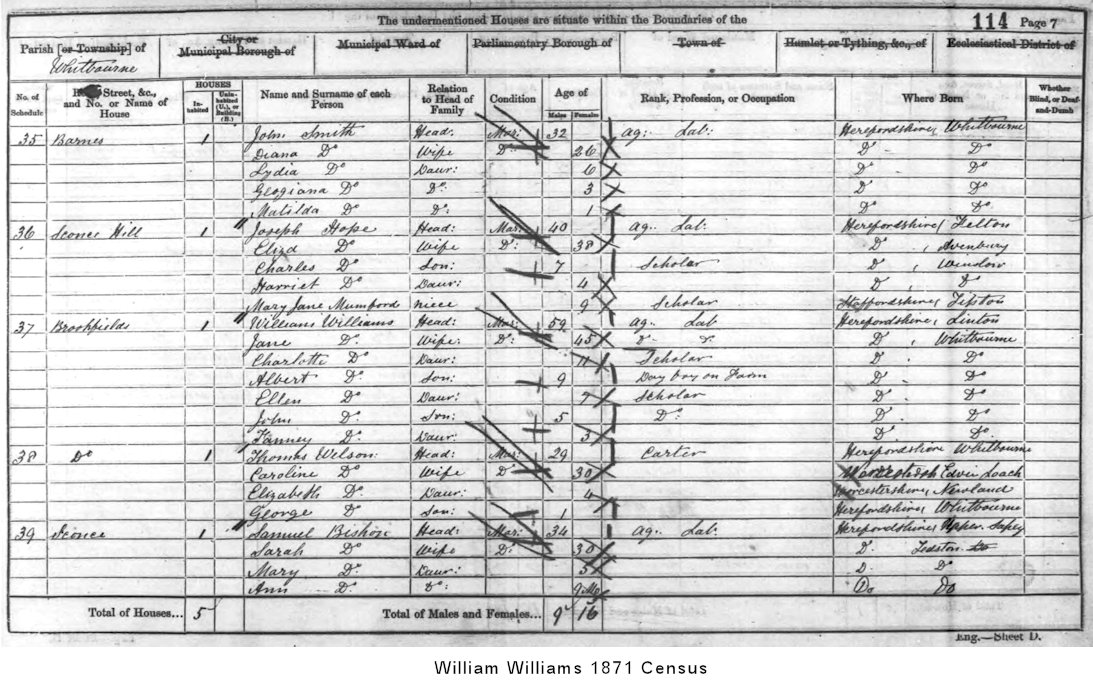 The undermentioned Houses are situate within the Boundaries of the
114 Page 7
Parish [or Township] of
Whitbourne
City or Municipal Borough of
Municipal Ward of
Parliamentary Borough of
Town of
Hamlet or Tything, &c., of
Ecclesiastical District of
No. of Schedule
Street, &c., and No. or Name of House
HOUSES
Inhabited
Uninhabited (U.), or Building (B.)
Name and Surname of each Person
Relation to Head of Family
Condition
Age of
Males
Females
Rank, Profession, or Occupation
Where Born
Whether Blind, or Deaf-and-Dumb
35 Barnes 1 John Smith Head: Mar: 32 Ag: Lab: Herefordshire, Whitbourne
Diana Do Wife Do: 26 Do Do
Lydia Do Daur: 6 Do Do
Geogiana Do Do: 3 Do Do
Matilda Do Do: 1 Do Do
36 Sconce Hill 1 Joseph Hope Head: Mar: 40 Ag: Lab: Herefordshire, Felton
Eliza Do Wife Do: 38 Do, Avenbury
Charles Do Son: 7 Scholar Do, Winslow
Harriet Do Daur: 4 Do, Do
Mary Jane Mumford niece 9 Scholar Staffordshire, Tipton
37 Brookfields 1 William Williams Head: Mar: 59 Ag: Lab Herefordshire, Linton
Jane Do Wife: Do: 45 Do Do Do, Whitbourne
Charlotte Do Daur: 11 Scholar Do Do
Albert Do Son: 9 Day boy on Farm Do Do
Ellen Do Daur: 7 Scholar Do Do
John Do Son: 5 Do: Do Do
Fanney Do Daur: 3 Do Do
38 Do 1 Thomas Welson Head: Mar: 29 Carter Herefordshire Whitbourne
Caroline Do Wife Do 30 Edvin Loach
Elizabeth Do Daur: 4 Worcestershire, Newland
George Do Son: 1 Herefordshire, Whitbourne
39 Sconce 1 Samuel Bishop Head: Mar: 34 Ag: Lab: Herefordshire, Upper Sapey
Sarah Do Wife Do: 30 Do Tedston Do
Mary Do Daur: 5 Do Do
Ann Do Do: 9 Mo Do Do
Total of Houses... 5
Total of Males and Females... 9 16
Eng.—Sheet D.
William Williams 1871 Census